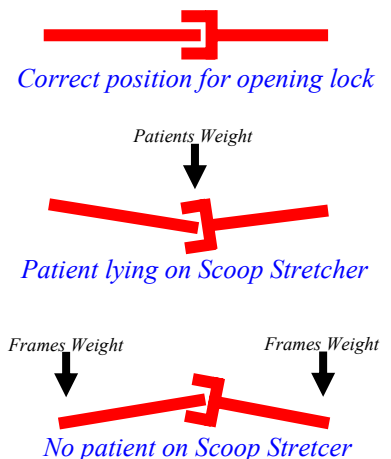 Correct position for opening lock
Patients Weight
Patient lying on Scoop Stretcher
Frames Weight
Frames Weight
No patient on Scoop Stretcer